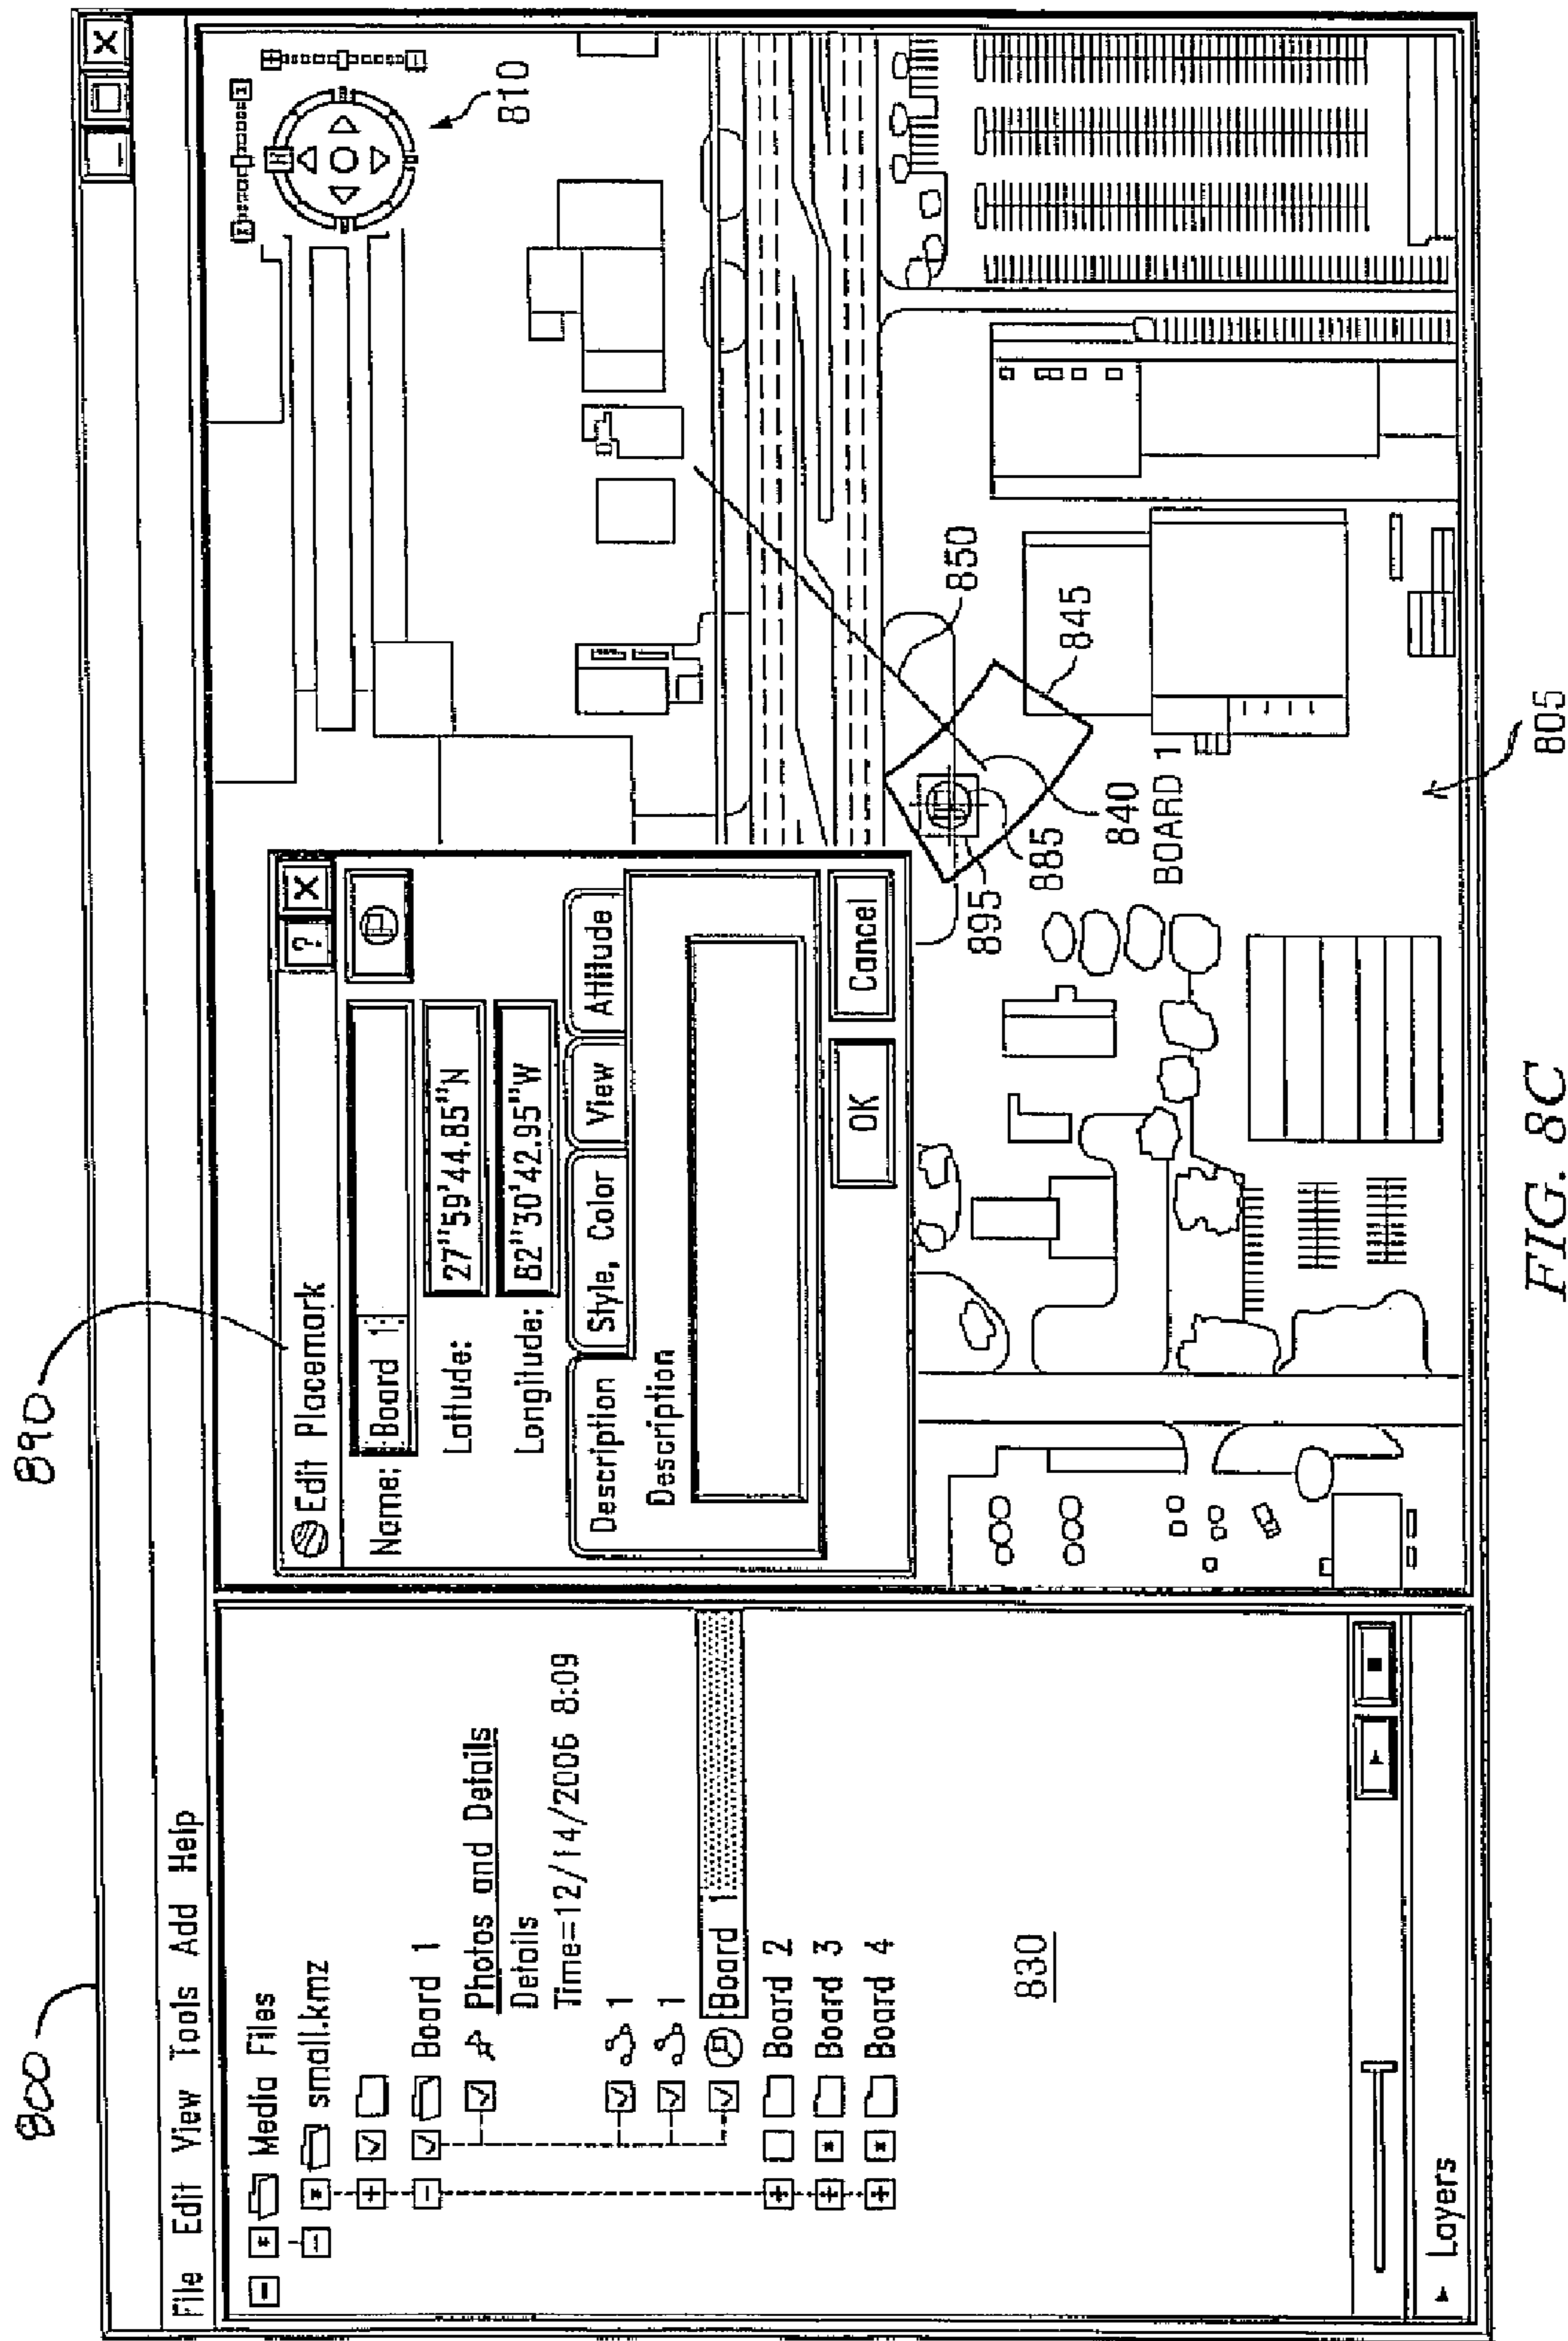 800
890
File Edit View Tools Add Help
Media Files
small.kmz
Board 1
Photos and Details
Details
Time=12/14/2006 8:09
1
1
Board 1
Board 2
Board 3
Board 4
830
Layers
Edit Placemark
? X
Name: Board 1
Latitude: 27"59'44.85"N
Longitude: 82"30'42.95"W
Description Style, Color View Altitude
Description
OK Cancel
X
810
850
845
895
885
840
BOARD 1
805
FIG. 8C